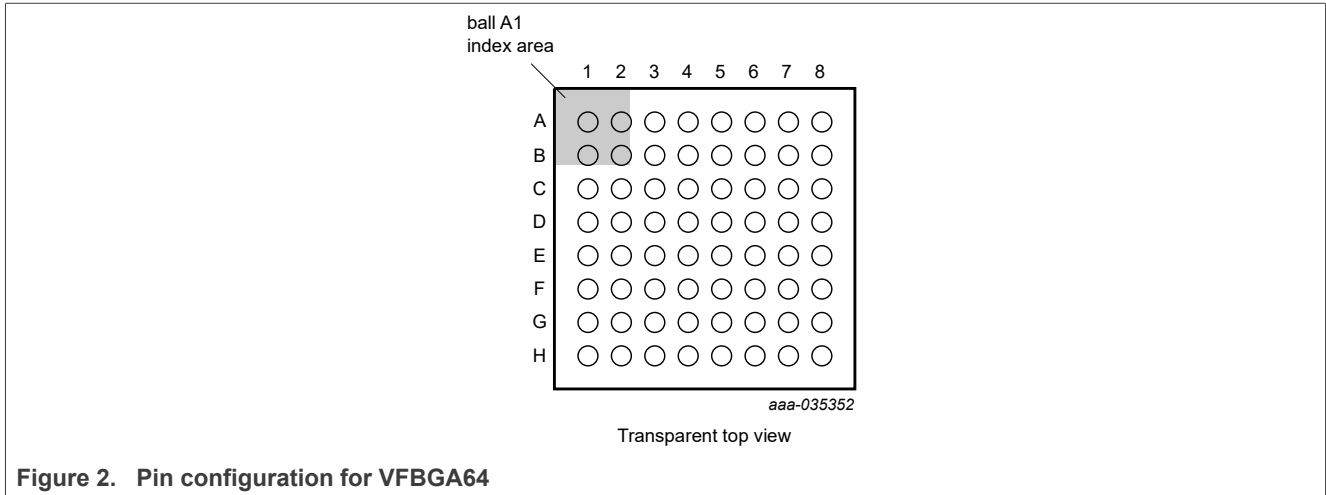 ball A1
index area
1 2 3 4 5 6 7 8
A
B
C
D
E
F
G
H
aaa-035352
Transparent top view
Figure 2. Pin configuration for VFBGA64